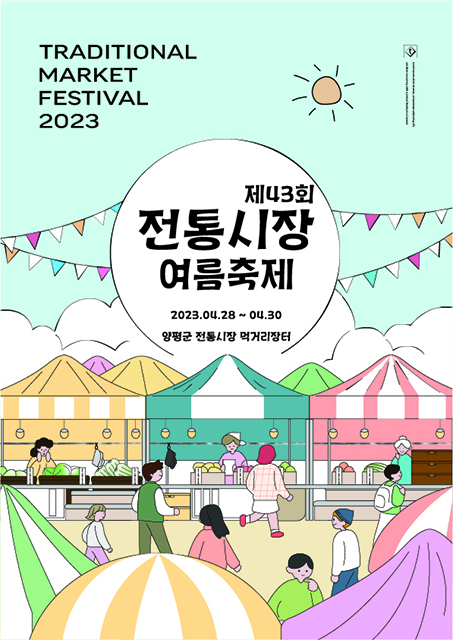 TRADITIONAL
MARKET
FESTIVAL
2023
제43회
전통시장
여름축제
2023.04.28 ~ 04.30
양평군 전통시장 먹거리장터